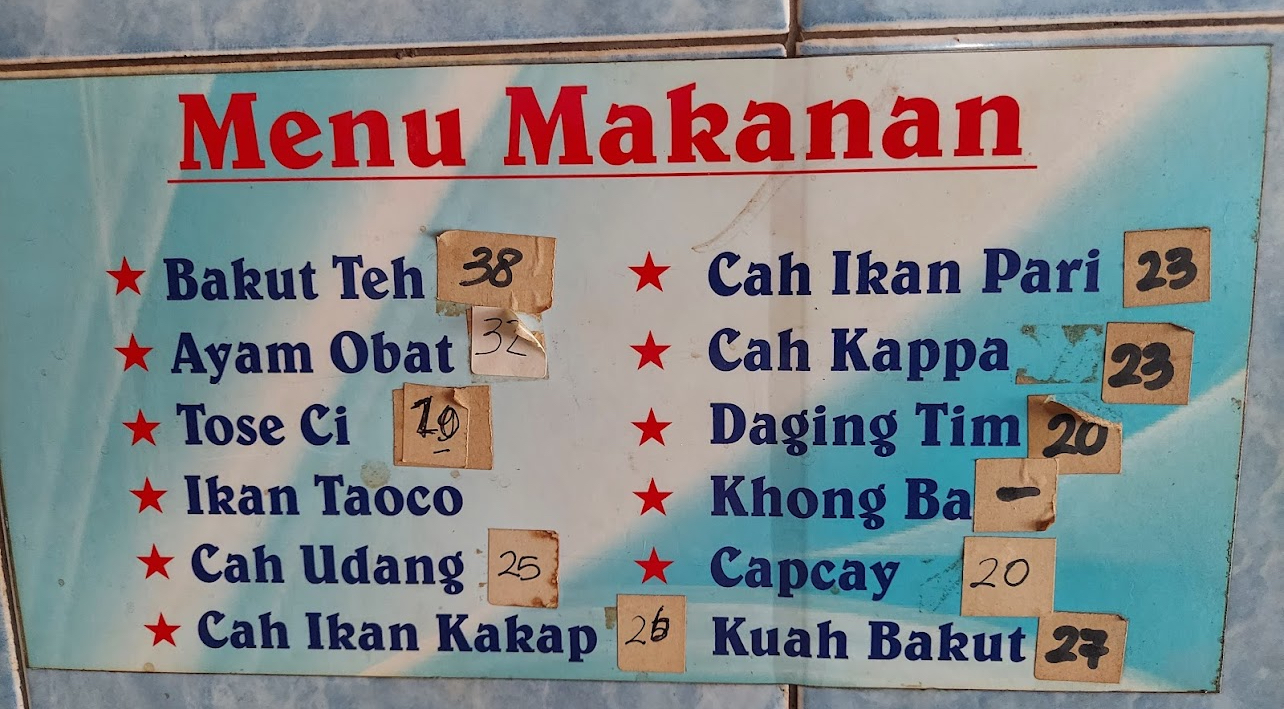 Menu Makanan
★ Bakut Teh 38
★ Ayam Obat 32
★ Tose Ci
★ Ikan Taoco
★ Cah Udang 25
★ Cah Ikan Kakap 26
★ Cah Ikan Pari 23
★ Cah Kappa 23
★ Daging Tim 20
★ Khong Ba -
★ Capcay 20
Kuah Bakut 27